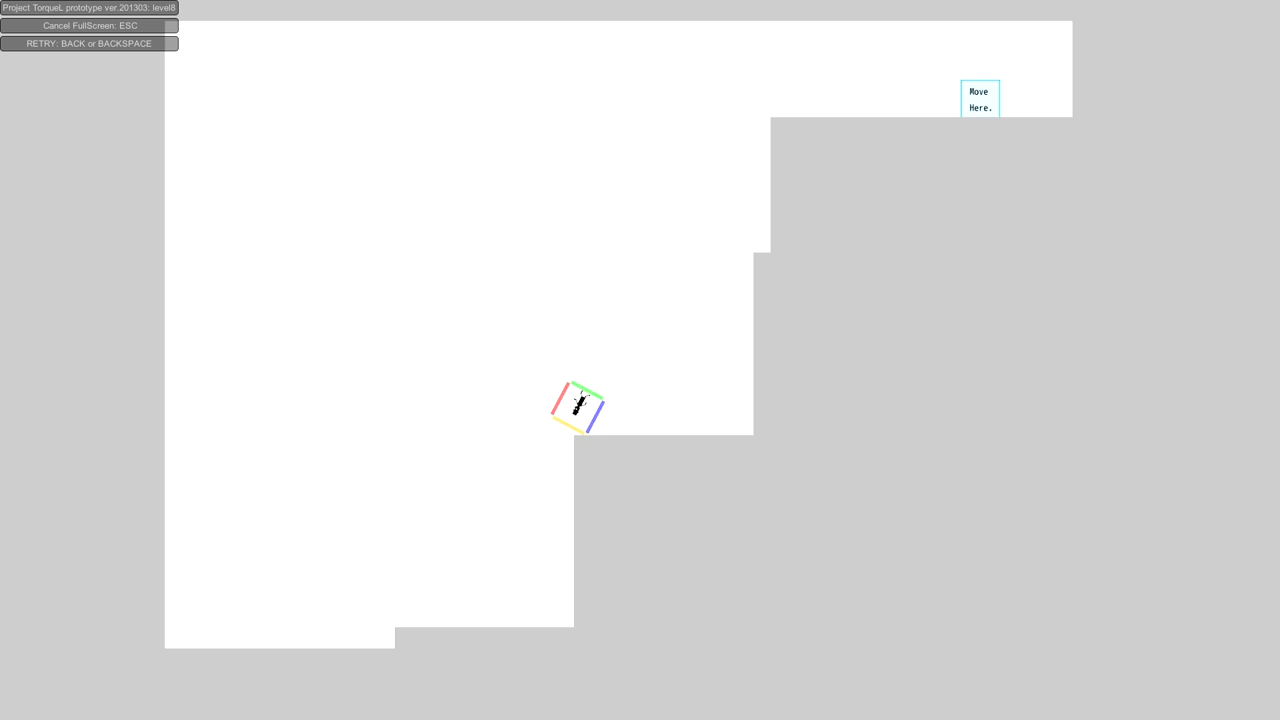 Project TorqueL prototype ver.201303: level8
Cancel FullScreen: ESC
RETRY: BACK or BACKSPACE
Move
Here.